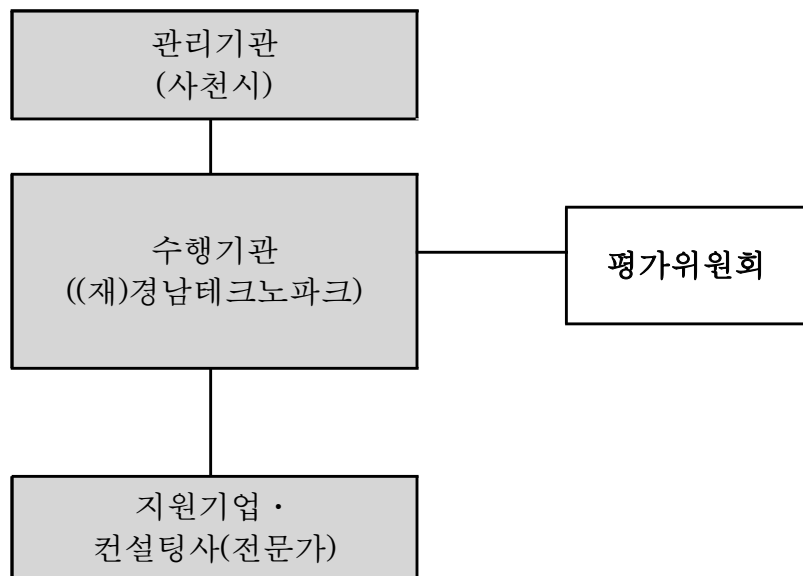 관리기관
(사천시)
수행기관
((재)경남테크노파크)
평가위원회
지원기업・
컨설팅사(전문가)